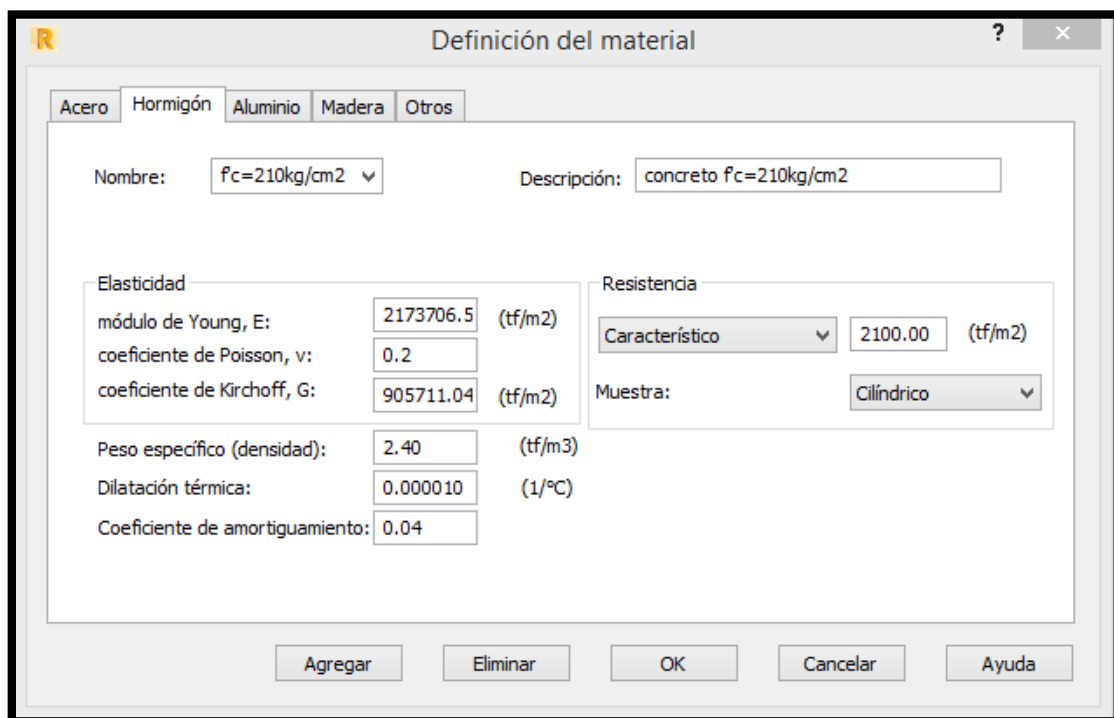 R Definición del material ? ×
Acero Hormigón Aluminio Madera Otros
Nombre: f'c=210kg/cm2 Descripción: concreto f'c=210kg/cm2
Elasticidad Resistencia
módulo de Young, E: 2173706.5 (tf/m2) Característico 2100.00 (tf/m2)
coeficiente de Poisson, v: 0.2
coeficiente de Kirchoff, G: 905711.04 (tf/m2) Muestra: Cilíndrico
Peso específico (densidad): 2.40 (tf/m3)
Dilatación térmica: 0.000010 (1/°C)
Coeficiente de amortiguamiento: 0.04
Agregar Eliminar OK Cancelar Ayuda